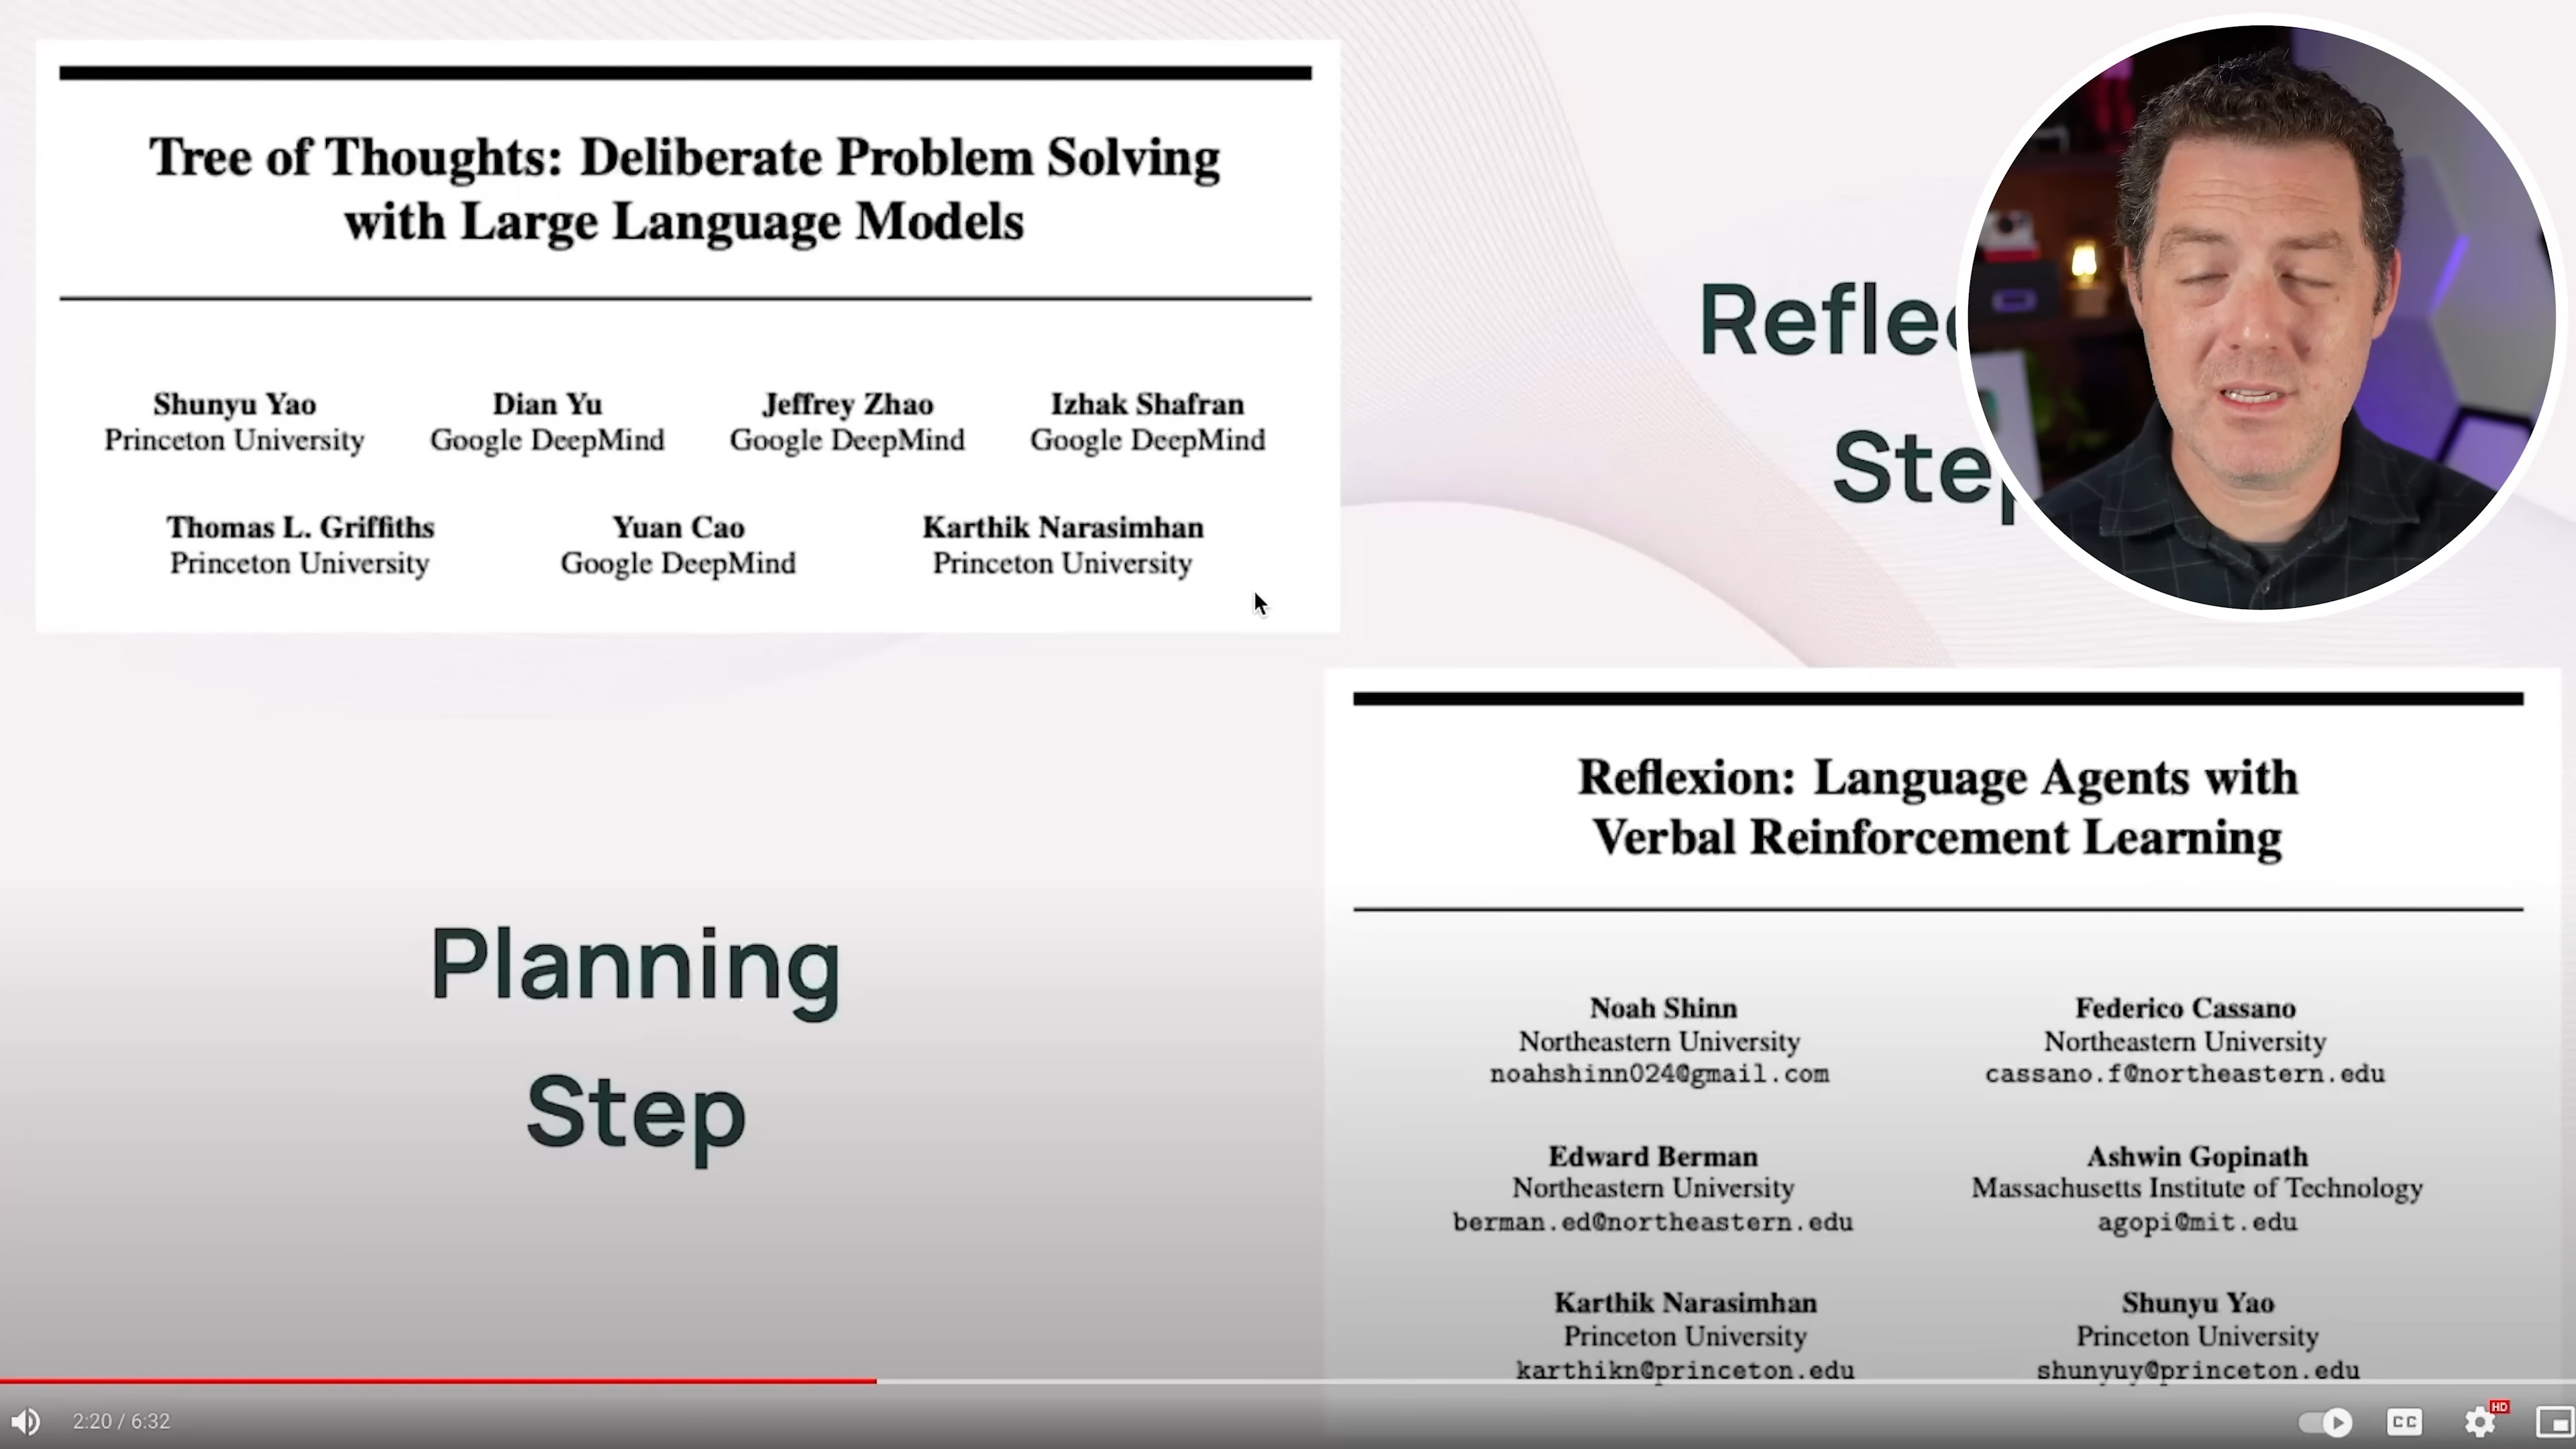 Tree of Thoughts: Deliberate Problem Solving
with Large Language Models
Shunyu Yao
Princeton University
Dian Yu
Google DeepMind
Jeffrey Zhao
Google DeepMind
Izhak Shafran
Google DeepMind
Thomas L. Griffiths
Princeton University
Yuan Cao
Google DeepMind
Karthik Narasimhan
Princeton University
Planning
Step
Reflexion: Language Agents with
Verbal Reinforcement Learning
Noah Shinn
Northeastern University
noahshinn024@gmail.com
Federico Cassano
Northeastern University
cassano.f@northeastern.edu
Edward Berman
Northeastern University
berman.ed@northeastern.edu
Ashwin Gopinath
Massachusetts Institute of Technology
agopi@mit.edu
Karthik Narasimhan
Princeton University
karthikn@princeton.edu
Shunyu Yao
Princeton University
shunyuy@princeton.edu
2:20 / 6:32
CC
HD